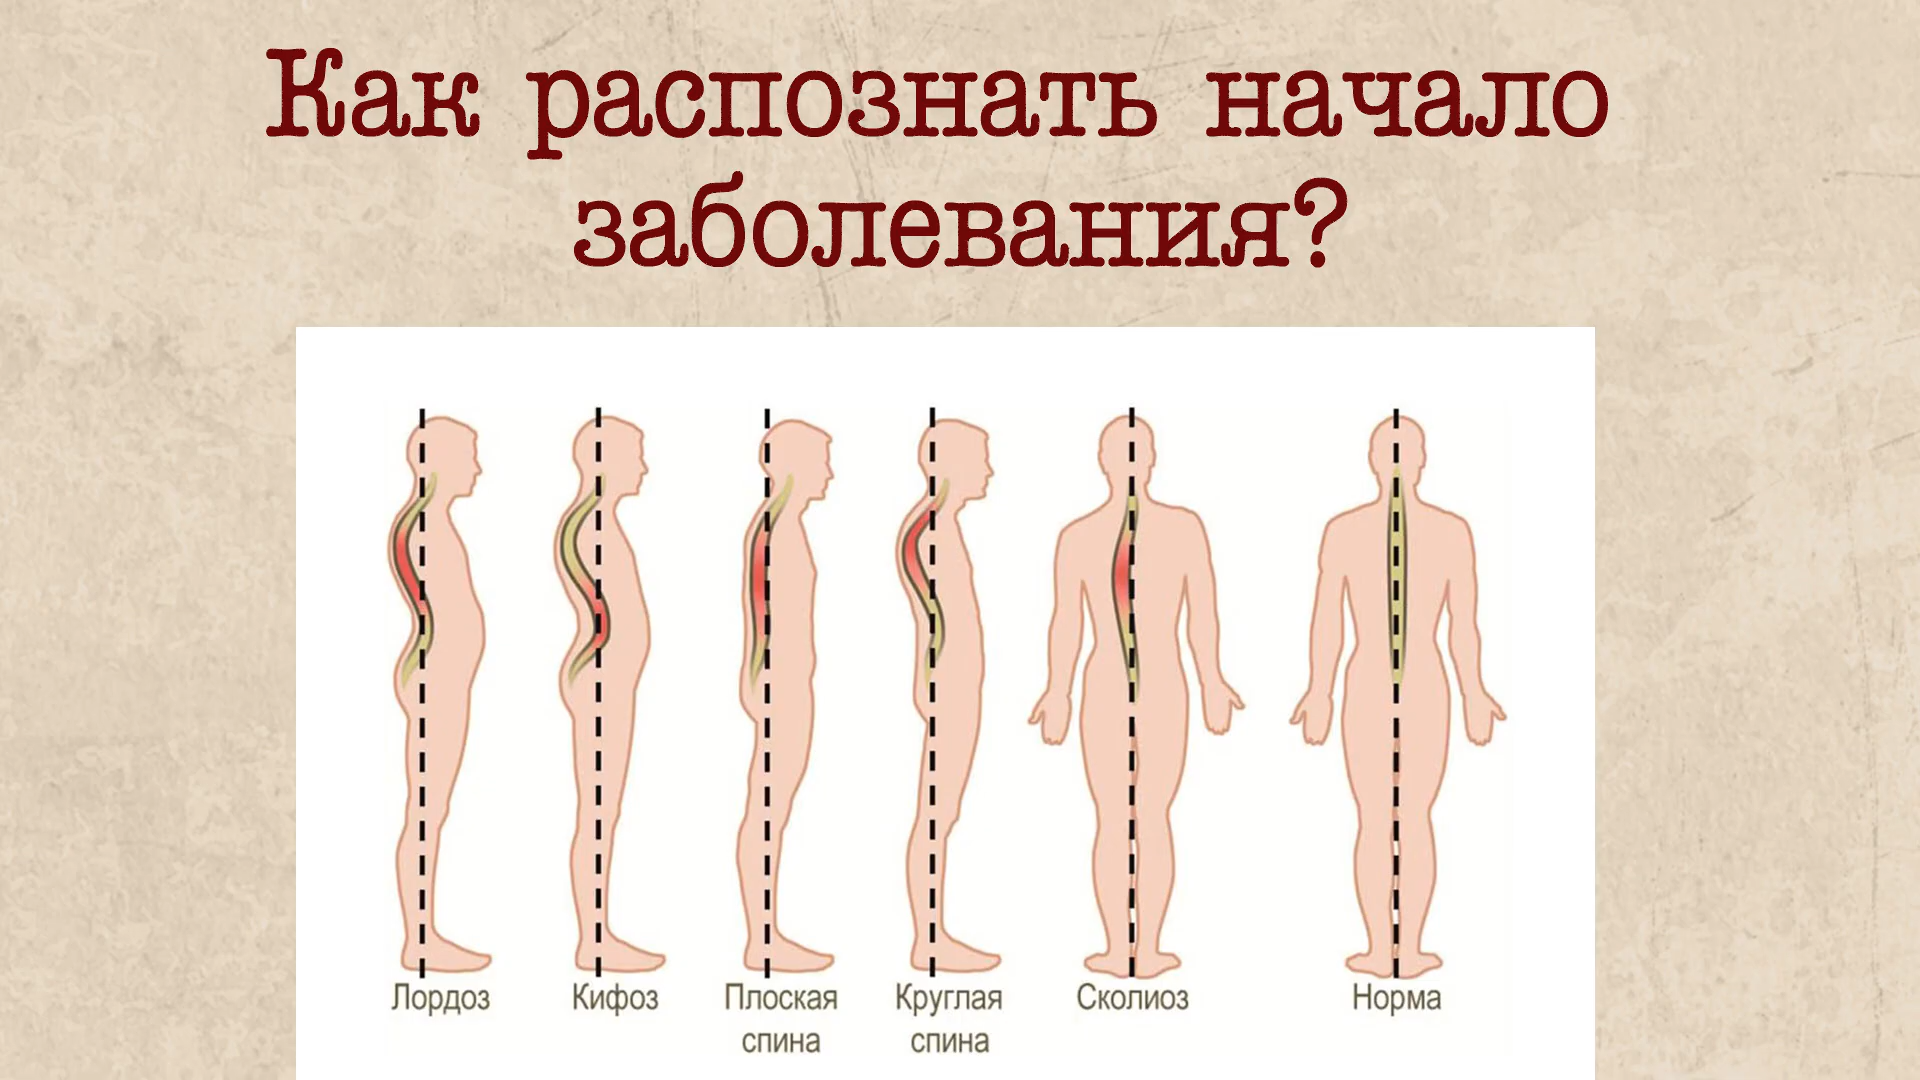 Как распознать начало
заболевания?
Лордоз
Кифоз
Плоская
спина
Круглая
спина
Сколиоз
Норма